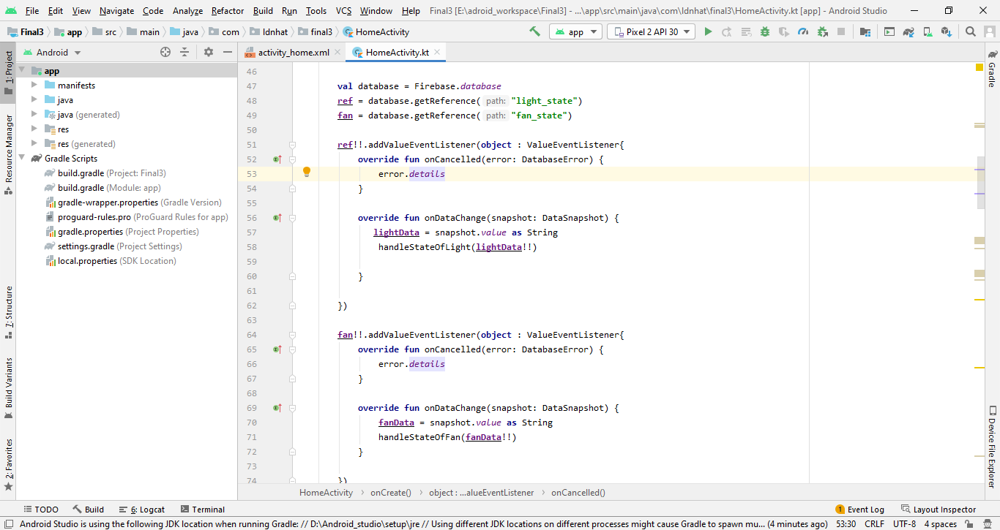 File Edit View Navigate Code Analyze Refactor Build Run Tools VCS Window Help Final3 [E:\adroid_workspace\Final3] - ...\app\src\main\java\com\ldnhat\final3\HomeActivity.kt [app] - Android Studio
Final3 app src main java com ldnhat final3 HomeActivity app Pixel 2 API 30
Android activity_home.xml HomeActivity.kt
1: Project
Resource Manager
7: Structure
Build Variants
2: Favorites
app
manifests
java
java (generated)
res
res (generated)
Gradle Scripts
build.gradle (Project: Final3)
build.gradle (Module: app)
gradle-wrapper.properties (Gradle Version)
proguard-rules.pro (ProGuard Rules for app)
gradle.properties (Project Properties)
settings.gradle (Project Settings)
local.properties (SDK Location)
46
47 val database = Firebase.database
48 ref = database.getReference( path: "light_state")
49 fan = database.getReference( path: "fan_state")
50
51 ref!!.addValueEventListener(object : ValueEventListener{
52 override fun onCancelled(error: DatabaseError) {
53 error.details
54 }
55
56 override fun onDataChange(snapshot: DataSnapshot) {
57 lightData = snapshot.value as String
58 handleStateOfLight(lightData!!)
59
60 }
61
62 })
63
64 fan!!.addValueEventListener(object : ValueEventListener{
65 override fun onCancelled(error: DatabaseError) {
66 error.details
67 }
68
69 override fun onDataChange(snapshot: DataSnapshot) {
70 fanData = snapshot.value as String
71 handleStateOfFan(fanData!!)
72 }
73
74 })
HomeActivity onCreate() object : ...alueEventListener onCancelled()
Gradle
Device File Explorer
TODO Build 6: Logcat Terminal 1 Event Log Layout Inspector
Android Studio is using the following JDK location when running Gradle: // D:\Android_studio\setup\jre // Using different JDK locations on different processes might cause Gradle to spawn mu... (4 minutes ago) 53:30 CRLF UTF-8 4 spaces